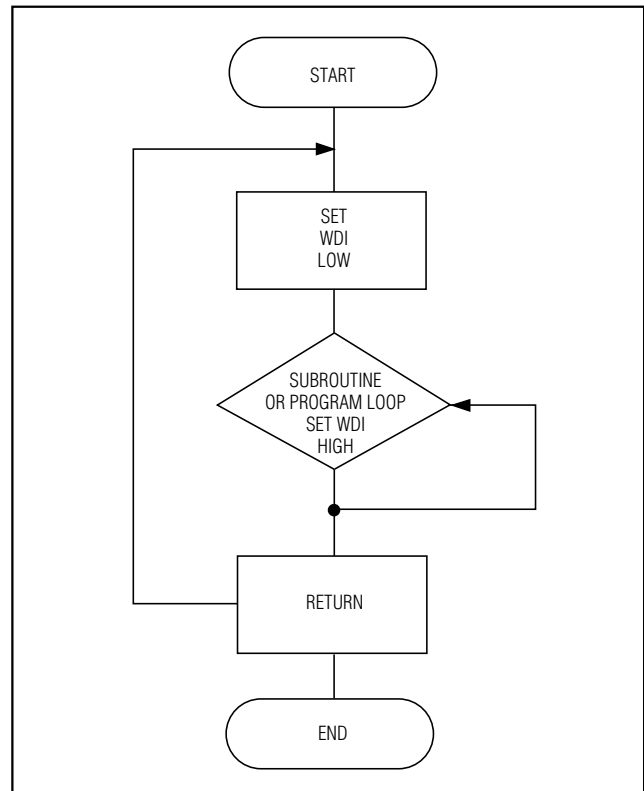 START
SET
WDI
LOW
SUBROUTINE
OR PROGRAM LOOP
SET WDI
HIGH
RETURN
END